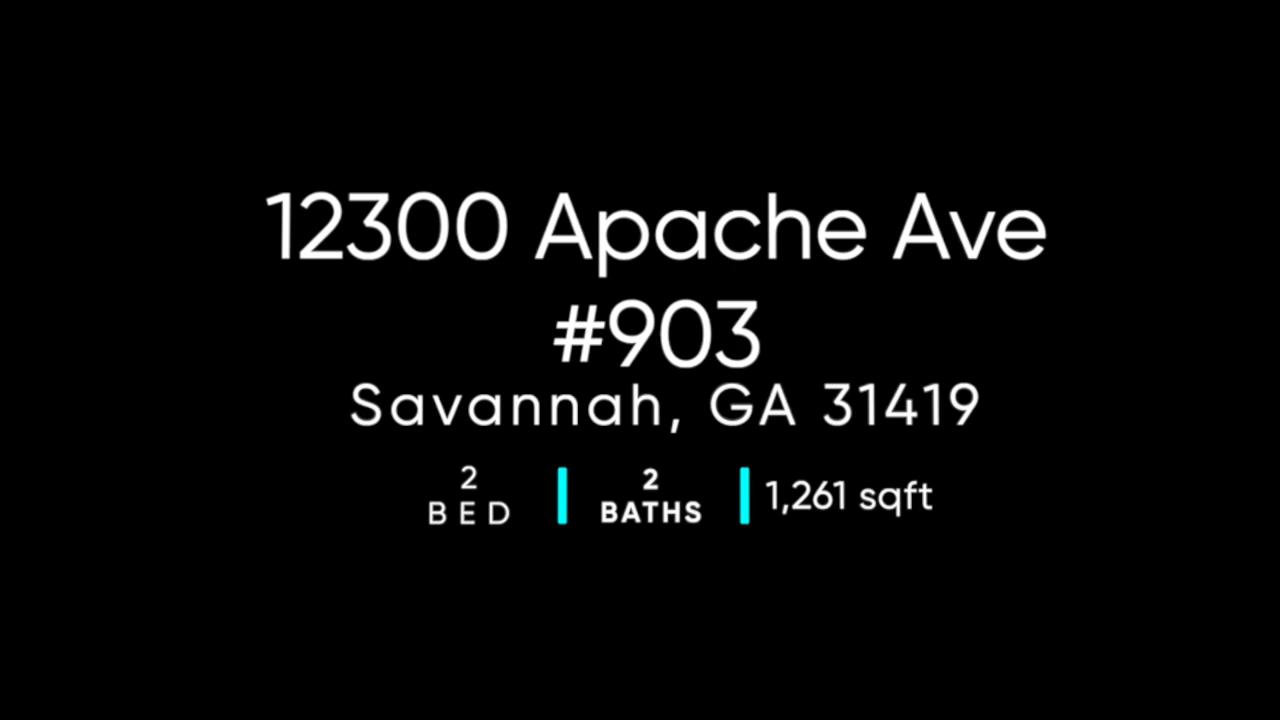 12300 Apache Ave
#903
Savannah, GA 31419
2
BED
2
BATHS
1,261 sqft